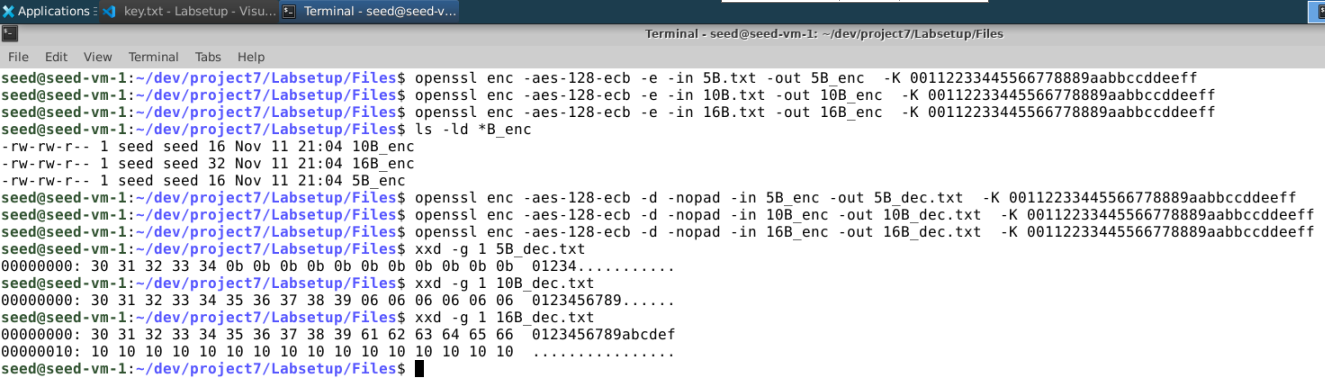 Applications key.txt - Labsetup - Visu... Terminal - seed@seed-v...
Terminal - seed@seed-vm-1: ~/dev/project7/Labsetup/Files
File Edit View Terminal Tabs Help
seed@seed-vm-1:~/dev/project7/Labsetup/Files$ openssl enc -aes-128-ecb -e -in 5B.txt -out 5B_enc  -K 00112233445566778889aabbccddeeff
seed@seed-vm-1:~/dev/project7/Labsetup/Files$ openssl enc -aes-128-ecb -e -in 10B.txt -out 10B_enc  -K 00112233445566778889aabbccddeeff
seed@seed-vm-1:~/dev/project7/Labsetup/Files$ openssl enc -aes-128-ecb -e -in 16B.txt -out 16B_enc  -K 00112233445566778889aabbccddeeff
seed@seed-vm-1:~/dev/project7/Labsetup/Files$ ls -ld *B_enc
-rw-rw-r-- 1 seed seed 16 Nov 11 21:04 10B_enc
-rw-rw-r-- 1 seed seed 32 Nov 11 21:04 16B_enc
-rw-rw-r-- 1 seed seed 16 Nov 11 21:04 5B_enc
seed@seed-vm-1:~/dev/project7/Labsetup/Files$ openssl enc -aes-128-ecb -d -nopad -in 5B_enc -out 5B_dec.txt  -K 00112233445566778889aabbccddeeff
seed@seed-vm-1:~/dev/project7/Labsetup/Files$ openssl enc -aes-128-ecb -d -nopad -in 10B_enc -out 10B_dec.txt  -K 00112233445566778889aabbccddeeff
seed@seed-vm-1:~/dev/project7/Labsetup/Files$ openssl enc -aes-128-ecb -d -nopad -in 16B_enc -out 16B_dec.txt  -K 00112233445566778889aabbccddeeff
seed@seed-vm-1:~/dev/project7/Labsetup/Files$ xxd -g 1 5B_dec.txt
00000000: 30 31 32 33 34 0b 0b 0b 0b 0b 0b 0b 0b 0b 0b 0b  01234...........
seed@seed-vm-1:~/dev/project7/Labsetup/Files$ xxd -g 1 10B_dec.txt
00000000: 30 31 32 33 34 35 36 37 38 39 06 06 06 06 06 06  0123456789......
seed@seed-vm-1:~/dev/project7/Labsetup/Files$ xxd -g 1 16B_dec.txt
00000000: 30 31 32 33 34 35 36 37 38 39 61 62 63 64 65 66  0123456789abcdef
00000010: 10 10 10 10 10 10 10 10 10 10 10 10 10 10 10 10  ................
seed@seed-vm-1:~/dev/project7/Labsetup/Files$